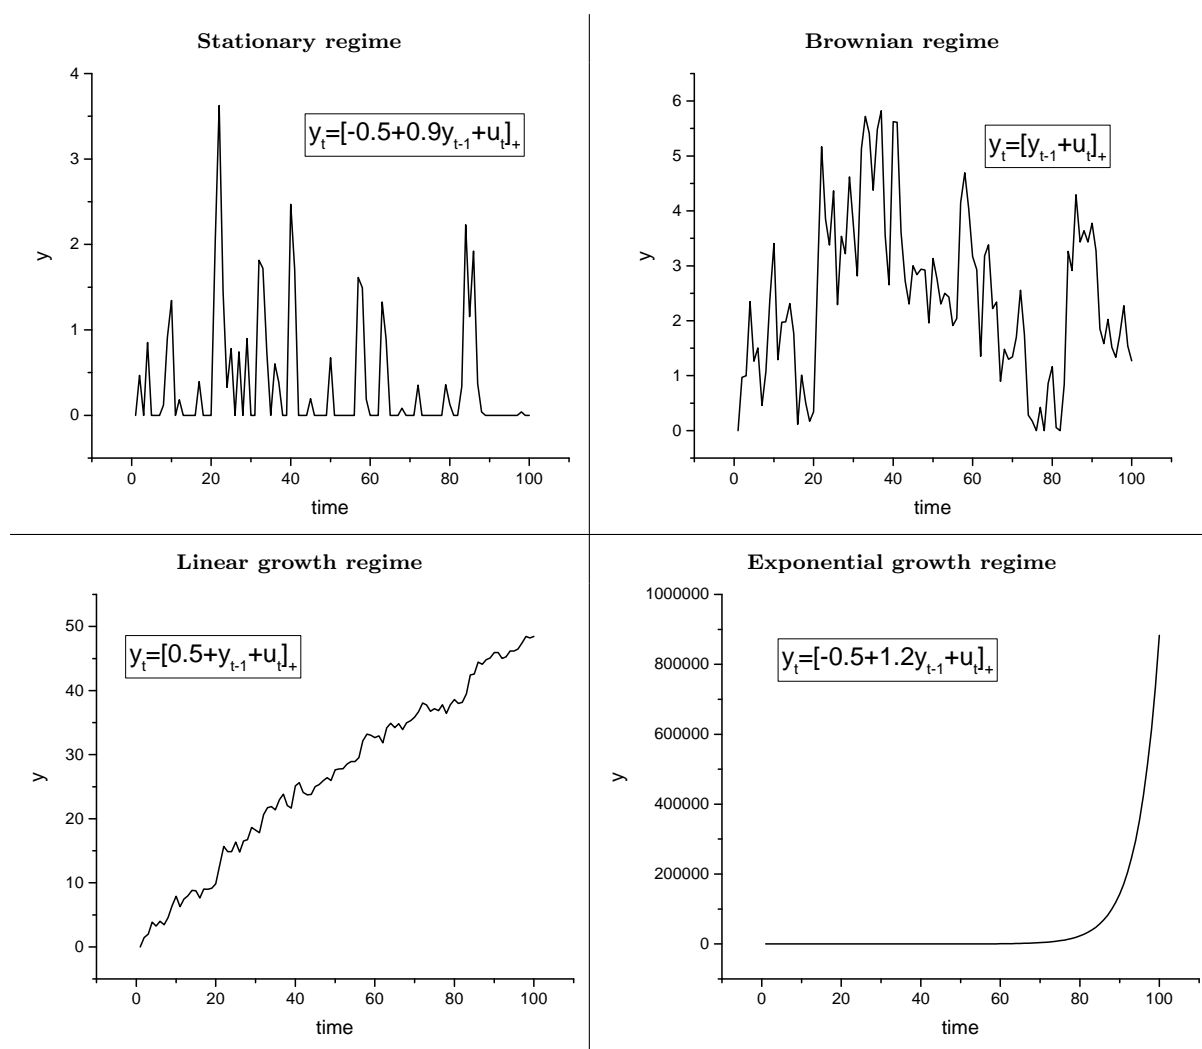 Stationary regime
4
3
2
1
0
y
y_t=[-0.5+0.9y_{t-1}+u_t]_+
0 20 40 60 80 100
time
Brownian regime
6
5
4
3
2
1
0
y
y_t=[y_{t-1}+u_t]_+
0 20 40 60 80 100
time
Linear growth regime
50
40
30
20
10
0
y
y_t=[0.5+y_{t-1}+u_t]_+
0 20 40 60 80 100
time
Exponential growth regime
1000000
800000
600000
400000
200000
0
y
y_t=[-0.5+1.2y_{t-1}+u_t]_+
0 20 40 60 80 100
time